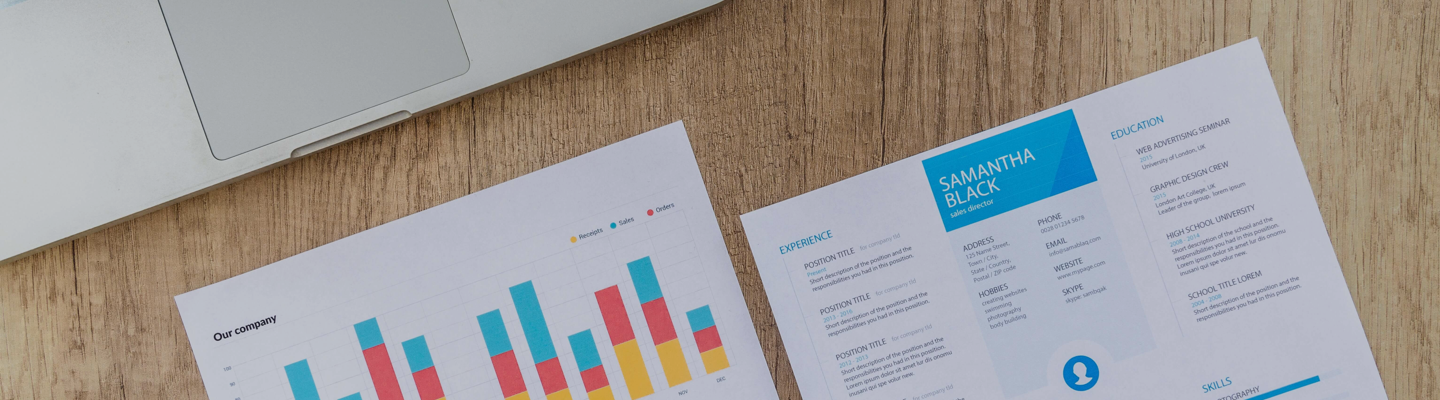 Our company
Receipts
Sales
Orders
100
80
NOV
DEC
EXPERIENCE
POSITION TITLE for company ltd
Present
Short description of the position and the
responsibilities you had in this position.
POSITION TITLE for company ltd
2013 - 2016
Short description of the position and the
responsibilities you had in this position.
POSITION TITLE for company ltd
2012 - 2013
Short description of the position and the
responsibilities you had in this position.
Lorem ipsum dolor sit amet lur dis onomu
inusani qui spe volur new.
for company ltd
SAMANTHA
BLACK
sales director
ADDRESS
125 Name Street,
Town / City,
State / Country,
Postal / ZIP code
HOBBIES
creating websites
swimming
photography
body building
PHONE
0028 01234 5678
EMAIL
info@samablaq.com
WEBSITE
www.mypage.com
SKYPE
skype: sambojak
EDUCATION
WEB ADVERTISING SEMINAR
2015
University of London, UK
GRAPHIC DESIGN CREW
2013
London Art College, UK
Leader of the group. lorem ipsum
HIGH SCHOOL UNIVERSITY
2008 - 2014
Short description of the school and the
responsibilities you had in this position.
Lorem ipsum dolor sit amet lur dis onomu
inusani qui spe volur new.
SCHOOL TITLE LOREM
2004 - 2008
Short description of the position and the
responsibilities you had in this position.
SKILLS